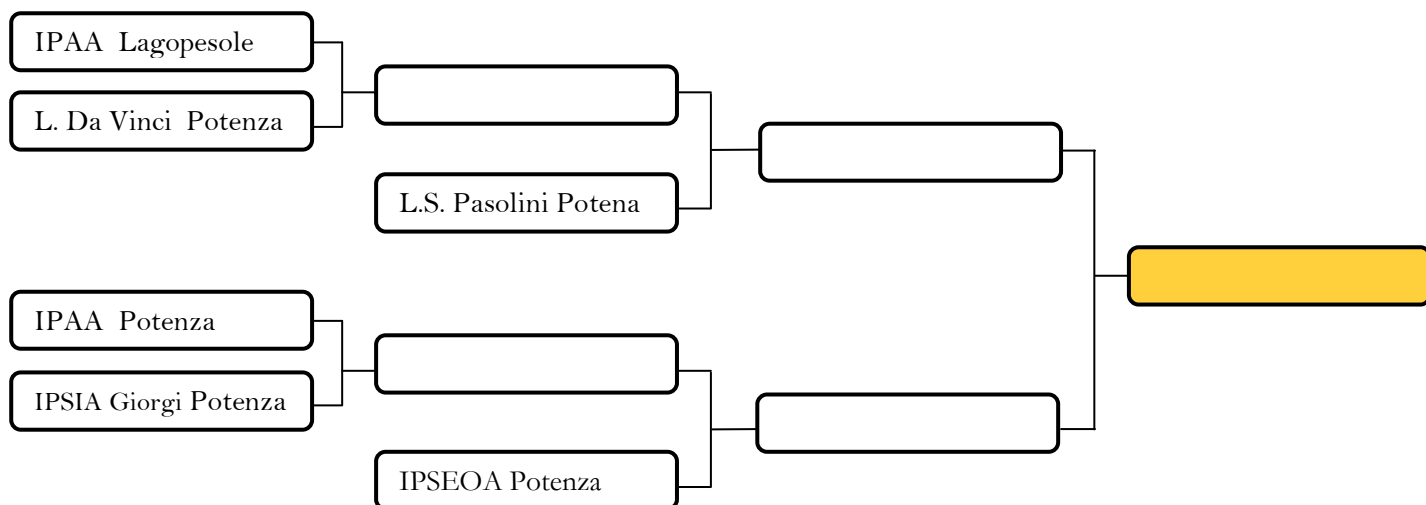 IPAA Lagopesole
L. Da Vinci Potenza
L.S. Pasolini Potena
IPAA Potenza
IPSIA Giorgi Potenza
IPSEOA Potenza